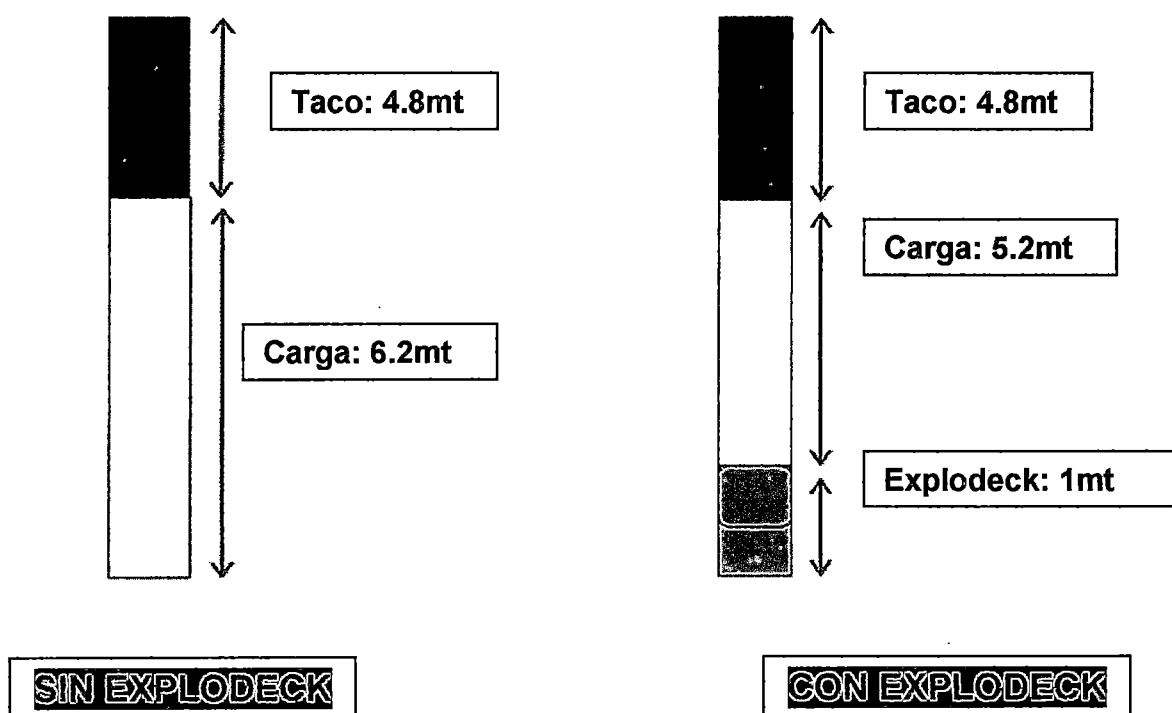 Taco: 4.8mt
Carga: 6.2mt
SIN EXPLODECK
Taco: 4.8mt
Carga: 5.2mt
Explodeck: 1mt
CON EXPLODECK